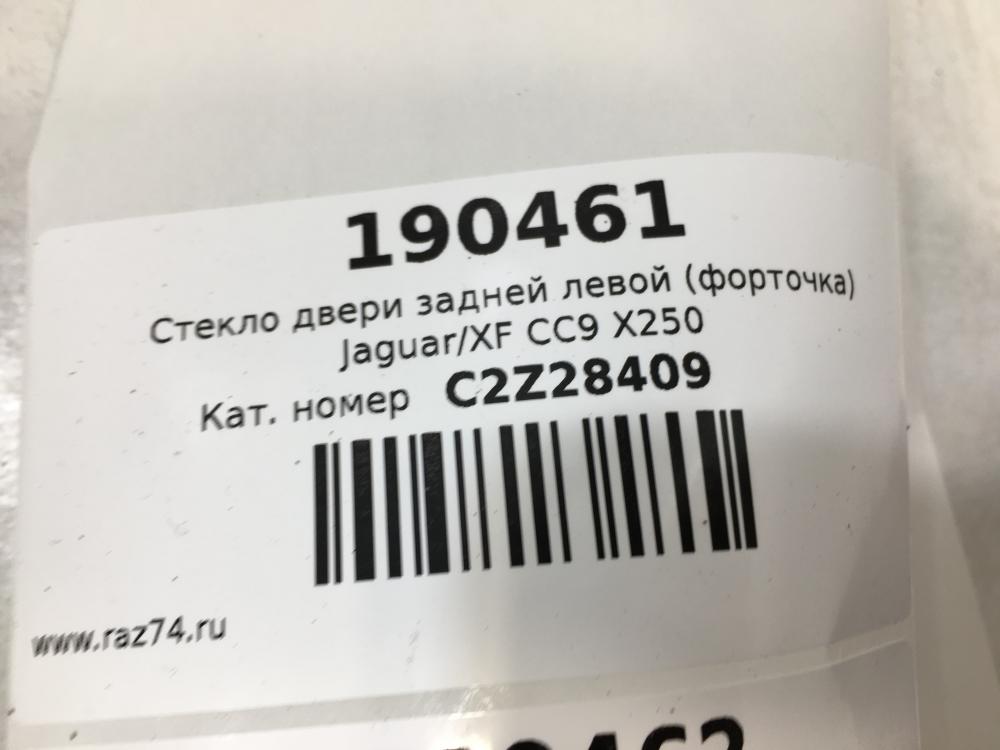 190461
Стекло двери задней левой (форточка)
Jaguar/XF CC9 X250
Кат. номер C2Z28409
www.raz74.ru